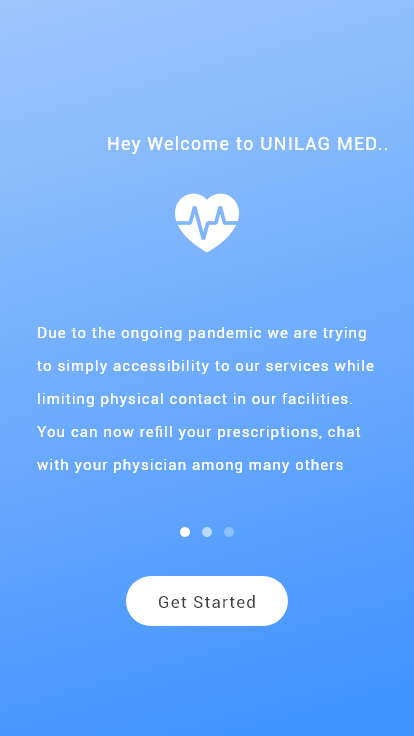 Hey Welcome to UNILAG MED..
Due to the ongoing pandemic we are trying
to simply accessibility to our services while
limiting physical contact in our facilities.
You can now refill your prescriptions, chat
with your physician among many others
Get Started